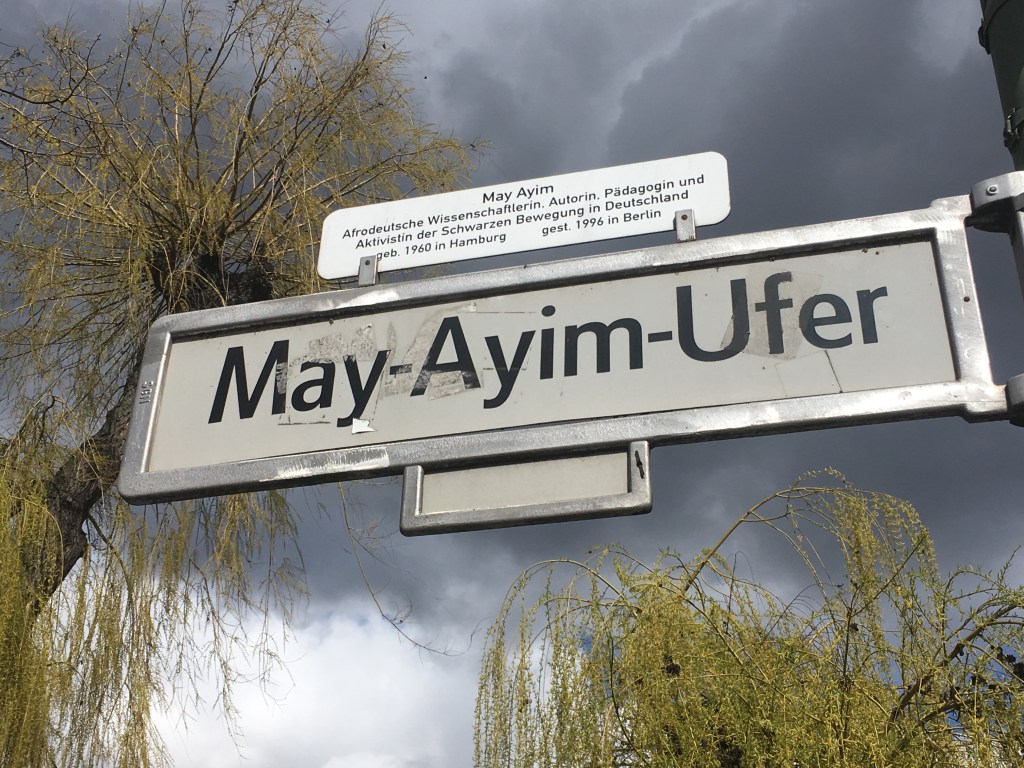 May Ayim
Afrodeutsche Wissenschaftlerin, Autorin, Pädagogin und
Aktivistin der Schwarzen Bewegung in Deutschland
geb. 1960 in Hamburg gest. 1996 in Berlin
May-Ayim-Ufer